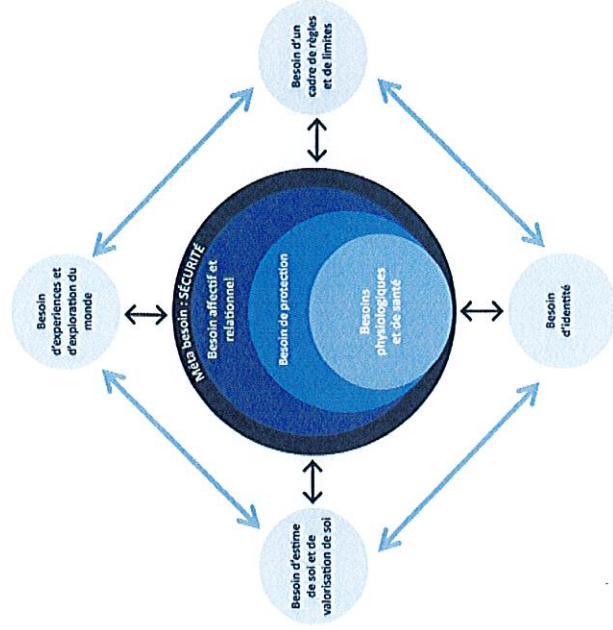 Besoin
d'experiences et
d'exploration du
monde
Besoin d'un
cadre de règles
et de limites
Méta besoin : SÉCURITÉ
Besoin affectif et
relationnel
Besoin de protection
Besoins
physiologiques
et de santé
Besoin d'estime
de soi et de
valorisation de soi
Besoin
d'identité